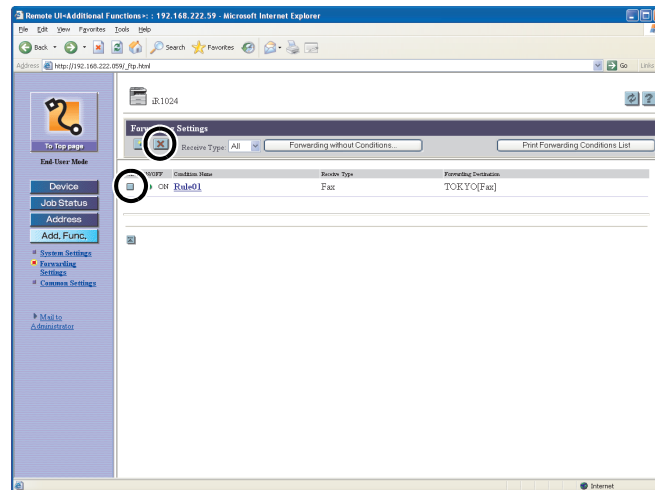 Remote UI<Additional Functions>: : 192.168.222.59 - Microsoft Internet Explorer
File Edit View Favorites Tools Help
Back Search Favorites
Address http://192.168.222.059/_ftp.html Go Links
iR1024
To Top page
End-User Mode
Device
Job Status
Address
Add. Func.
System Settings
Forwarding
Settings
Common Settings
Mail to
Administrator
Settings
Receive Type: All Forwarding without Conditions... Print Forwarding Conditions List
Condition Name Receive Type Forwarding Destination
ON Rule01 Fax TOKYO[Fax]
Internet